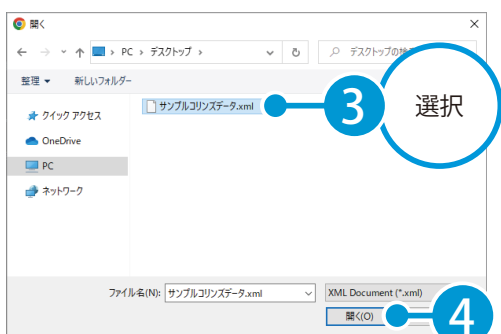 開く
PC › デスクトップ ›
デスクトップの検
整理 新しいフォルダー
クイック アクセス
OneDrive
PC
ネットワーク
サンプルコリンズデータ.xml
3 選択
ファイル名(N): サンプルコリンズデータ.xml
XML Document (*.xml)
開く(O)
4